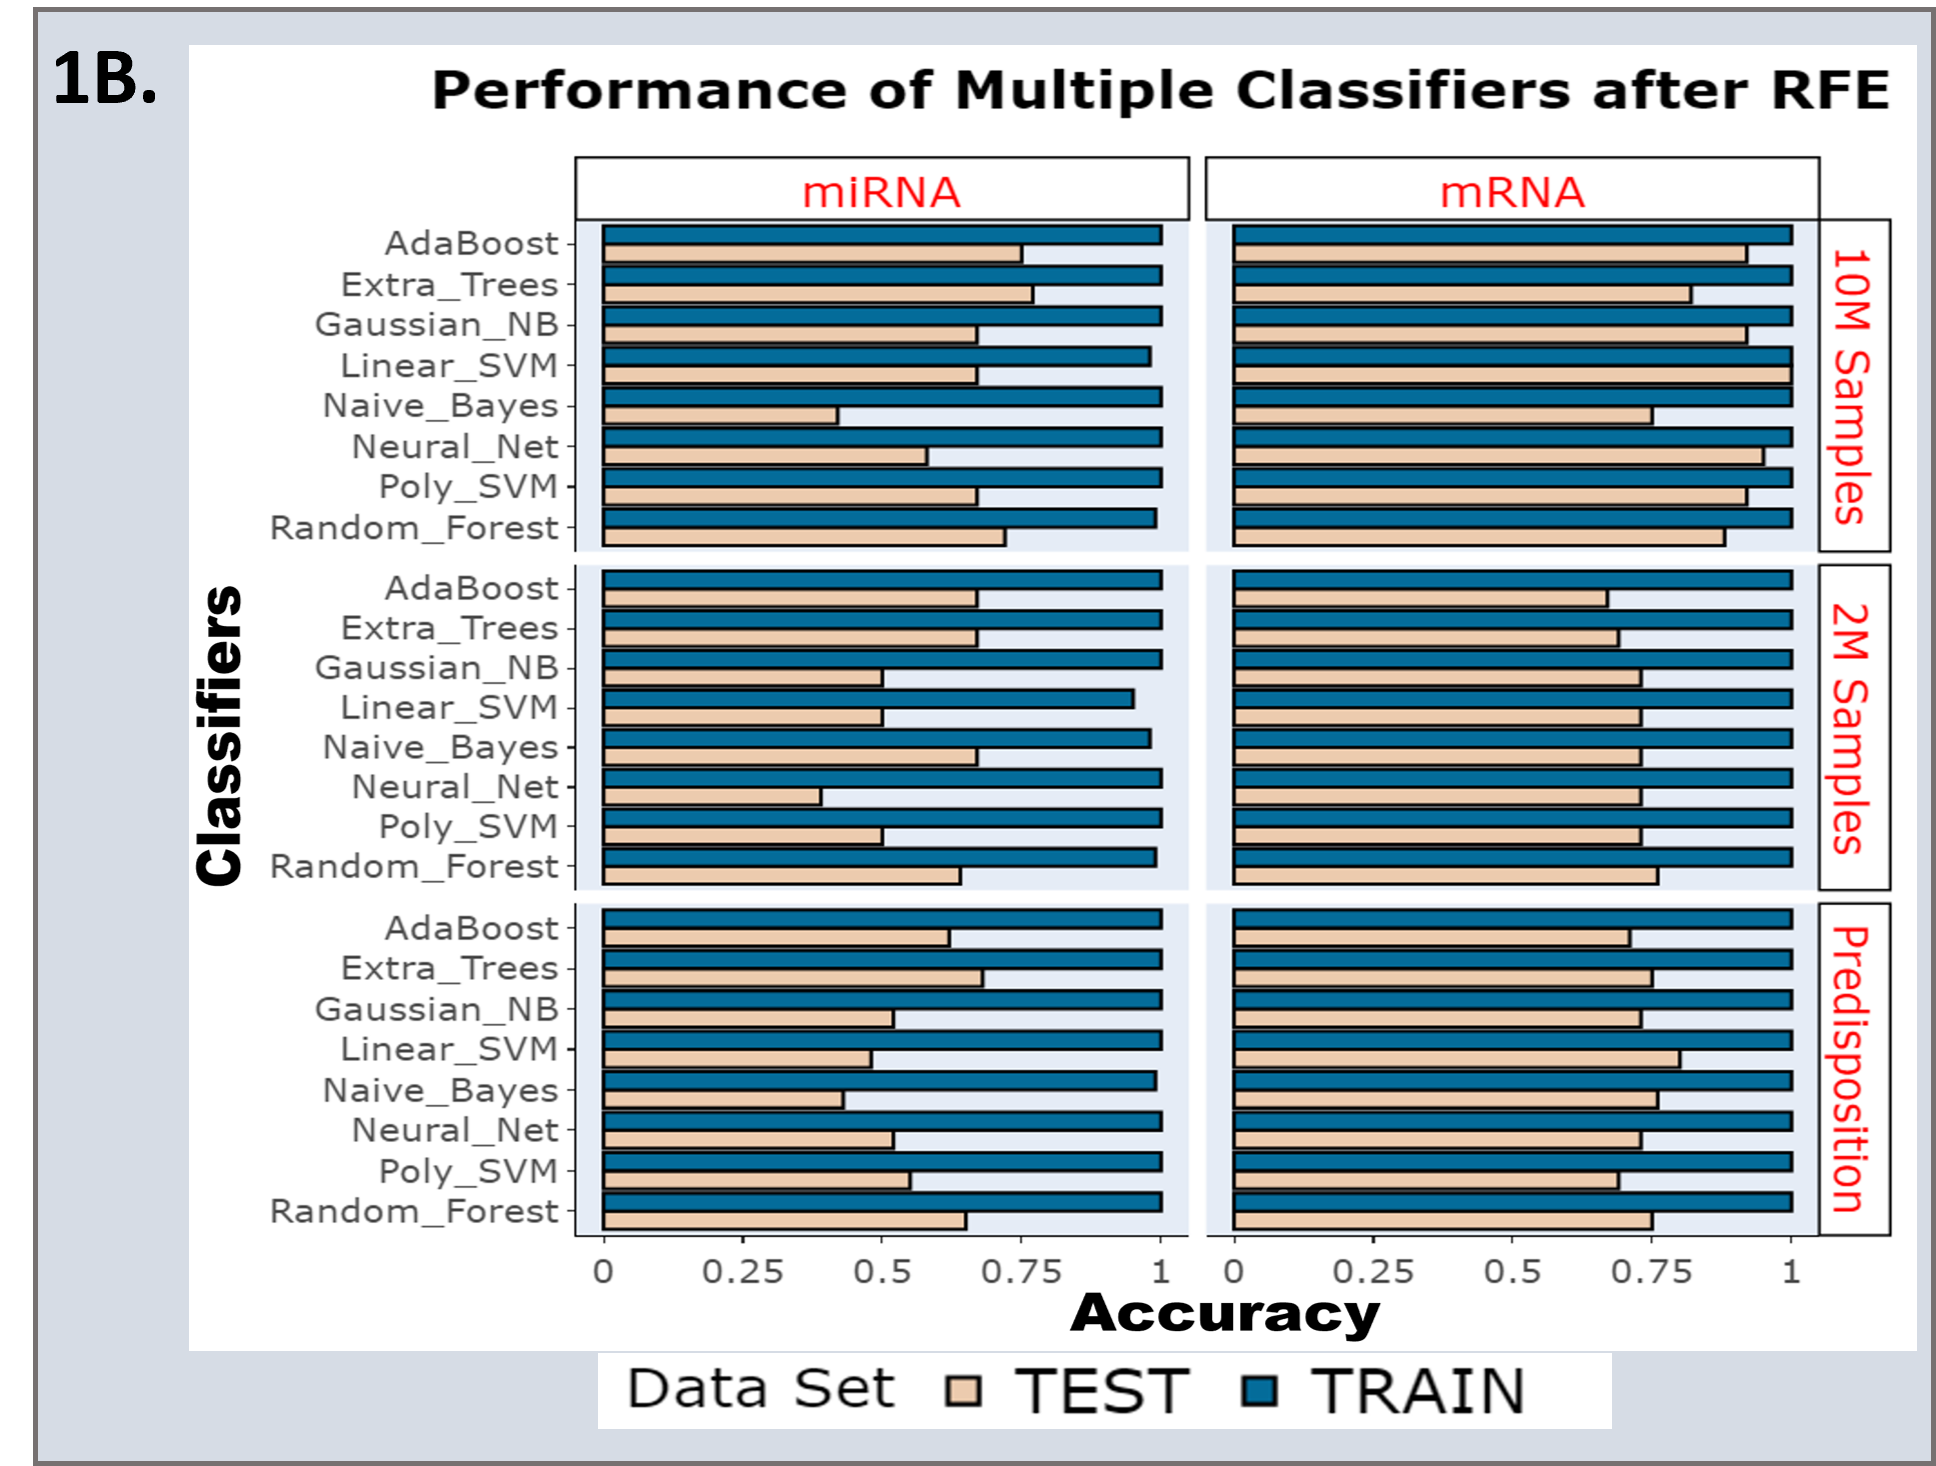 1B.
Performance of Multiple Classifiers after RFE
miRNA
mRNA
AdaBoost
Extra_Trees
Gaussian_NB
Linear_SVM
Naive_Bayes
Neural_Net
Poly_SVM
Random_Forest
10M Samples
AdaBoost
Extra_Trees
Gaussian_NB
Linear_SVM
Naive_Bayes
Neural_Net
Poly_SVM
Random_Forest
2M Samples
AdaBoost
Extra_Trees
Gaussian_NB
Linear_SVM
Naive_Bayes
Neural_Net
Poly_SVM
Random_Forest
Predisposition
Classifiers
0 0.25 0.5 0.75 1
0 0.25 0.5 0.75 1
Accuracy
Data Set TEST TRAIN